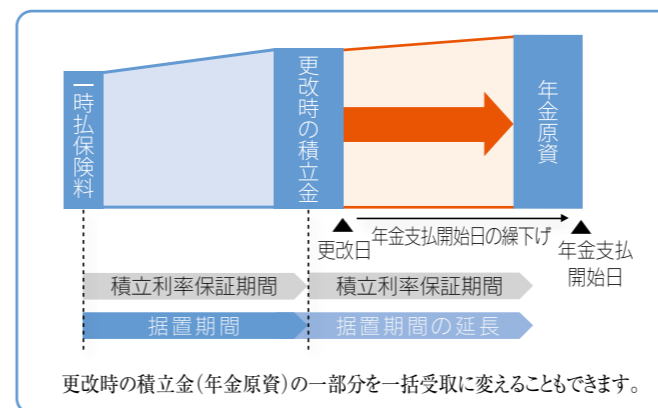 一時払保険料
更改時の積立金
年金原資
更改日
年金支払開始日の繰下げ
年金支払
開始日
積立利率保証期間
積立利率保証期間
据置期間
据置期間の延長
更改時の積立金(年金原資)の一部分を一括受取に変えることもできます。